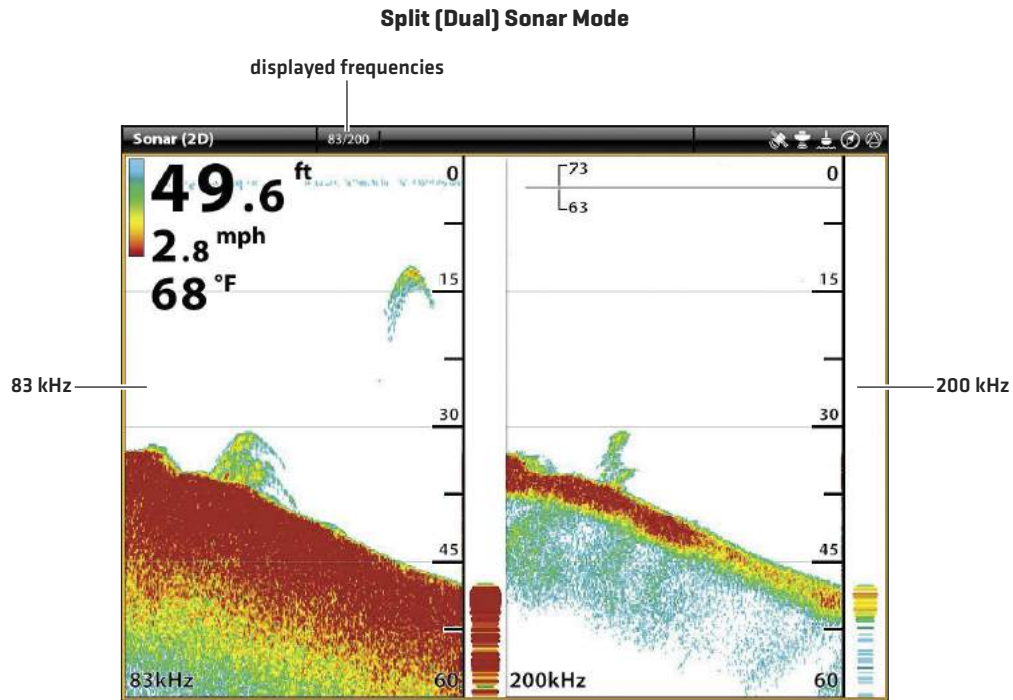 Split (Dual) Sonar Mode
displayed frequencies
Sonar (2D)
83/200
49.6 ft
2.8 mph
68 °F
0
15
30
45
60
83kHz
73
63
0
15
30
45
60
200kHz
83 kHz
200 kHz